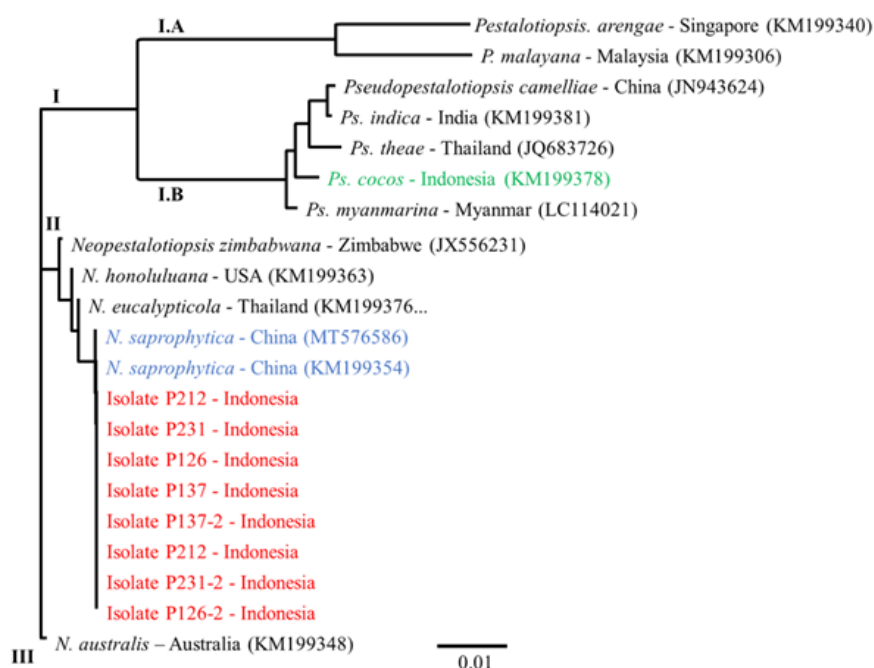 I.A
Pestalotiopsis. arengae - Singapore (KM199340)
P. malayana - Malaysia (KM199306)
Pseudopestalotiopsis camelliae - China (JN943624)
I
Ps. indica - India (KM199381)
Ps. theae - Thailand (JQ683726)
Ps. cocos - Indonesia (KM199378)
I.B
Ps. myanmarina - Myanmar (LC114021)
II
Neopestalotiopsis zimbabwana - Zimbabwe (JX556231)
N. honoluluana - USA (KM199363)
N. eucalypticola - Thailand (KM199376...
N. saprophytica - China (MT576586)
N. saprophytica - China (KM199354)
Isolate P212 - Indonesia
Isolate P231 - Indonesia
Isolate P126 - Indonesia
Isolate P137 - Indonesia
Isolate P137-2 - Indonesia
Isolate P212 - Indonesia
Isolate P231-2 - Indonesia
Isolate P126-2 - Indonesia
N. australis – Australia (KM199348)
III
0.01